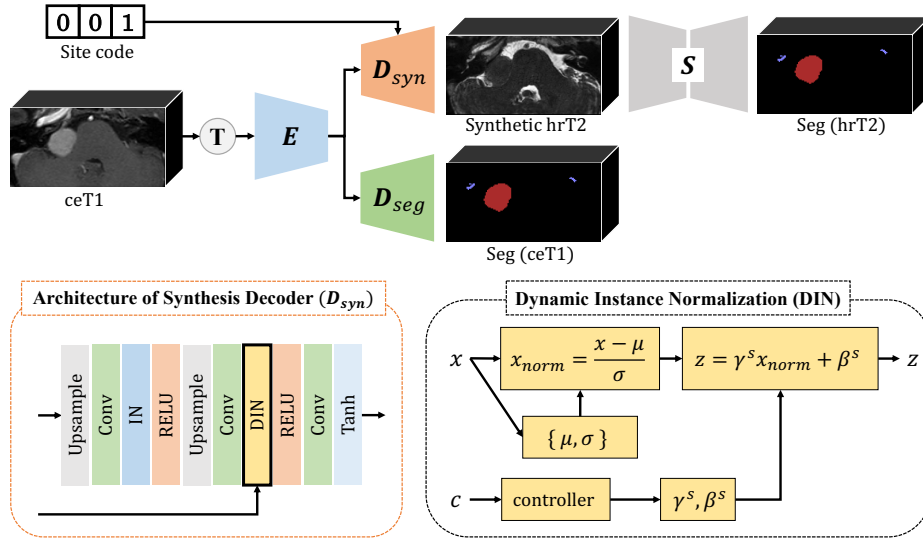 0 0 1
Site code
ceT1
T
E
D_syn
D_seg
Synthetic hrT2
S
Seg (hrT2)
Seg (ceT1)
Architecture of Synthesis Decoder (D_syn)
Upsample
Conv
IN
RELU
Upsample
Conv
DIN
RELU
Conv
Tanh
Dynamic Instance Normalization (DIN)
x
x_norm = (x − μ) / σ
z = γ^s x_norm + β^s
z
{ μ, σ }
c
controller
γ^s, β^s